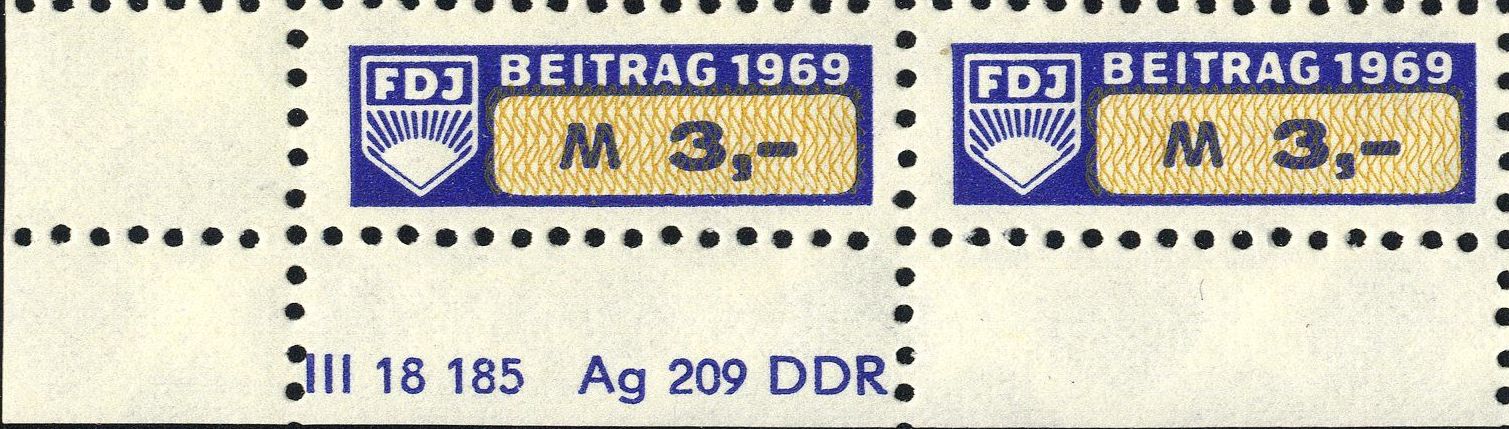 FDJ BEITRAG 1969
M 3,-
FDJ BEITRAG 1969
M 3,-
III 18 185 Ag 209 DDR